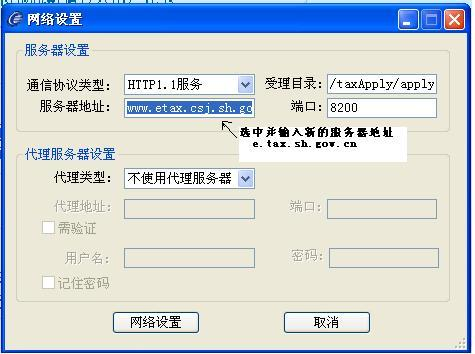 网络设置
服务器设置
通信协议类型: HTTP1.1服务 受理目录: /taxApply/apply
服务器地址: www.etax.csj.sh.go 端口: 8200
选中并输入新的服务器地址
e.tax.sh.gov.cn
代理服务器设置
代理类型: 不使用代理服务器
代理地址: 端口:
需验证
用户名: 密码:
记住密码
网络设置 取消